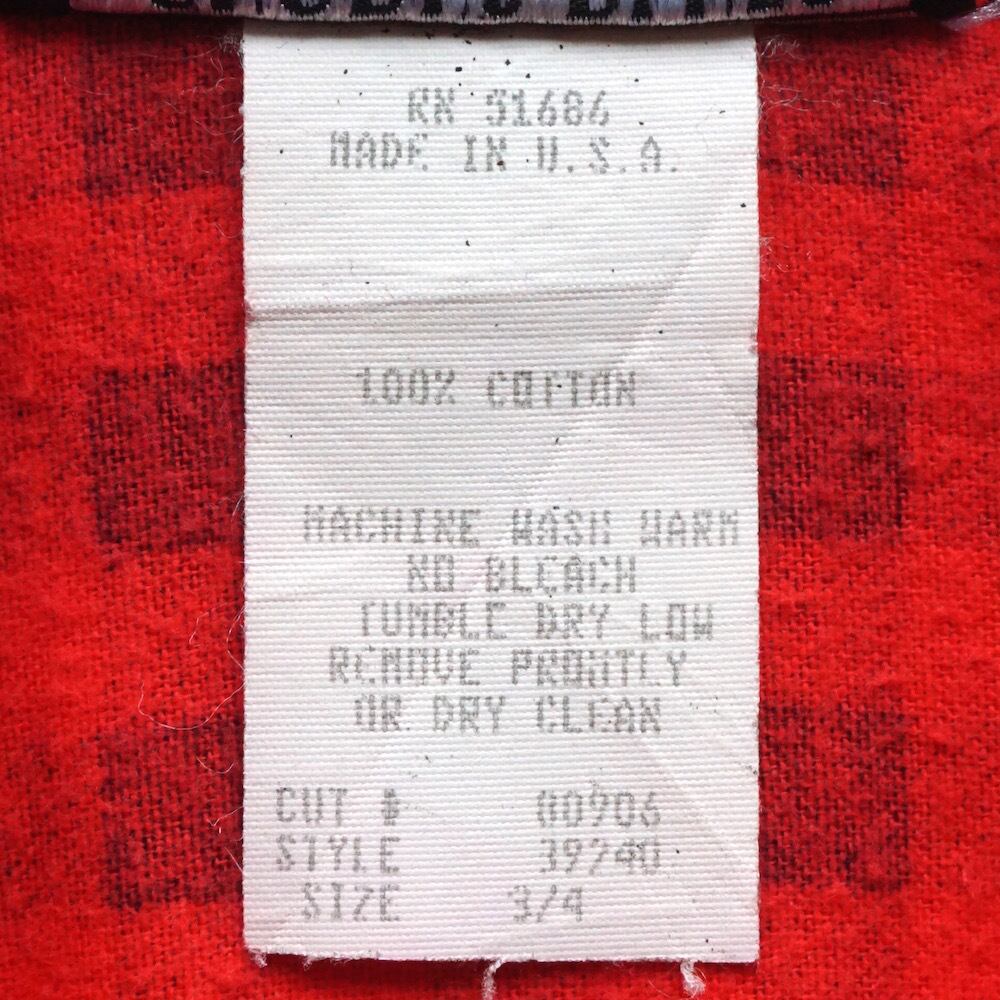 RN 51686
MADE IN U.S.A.
100% COTTON
MACHINE WASH WARM
NO BLEACH
TUMBLE DRY LOW
REMOVE PROMTLY
OR DRY CLEAN
CUT # 00906
STYLE 39740
SIZE 3/4